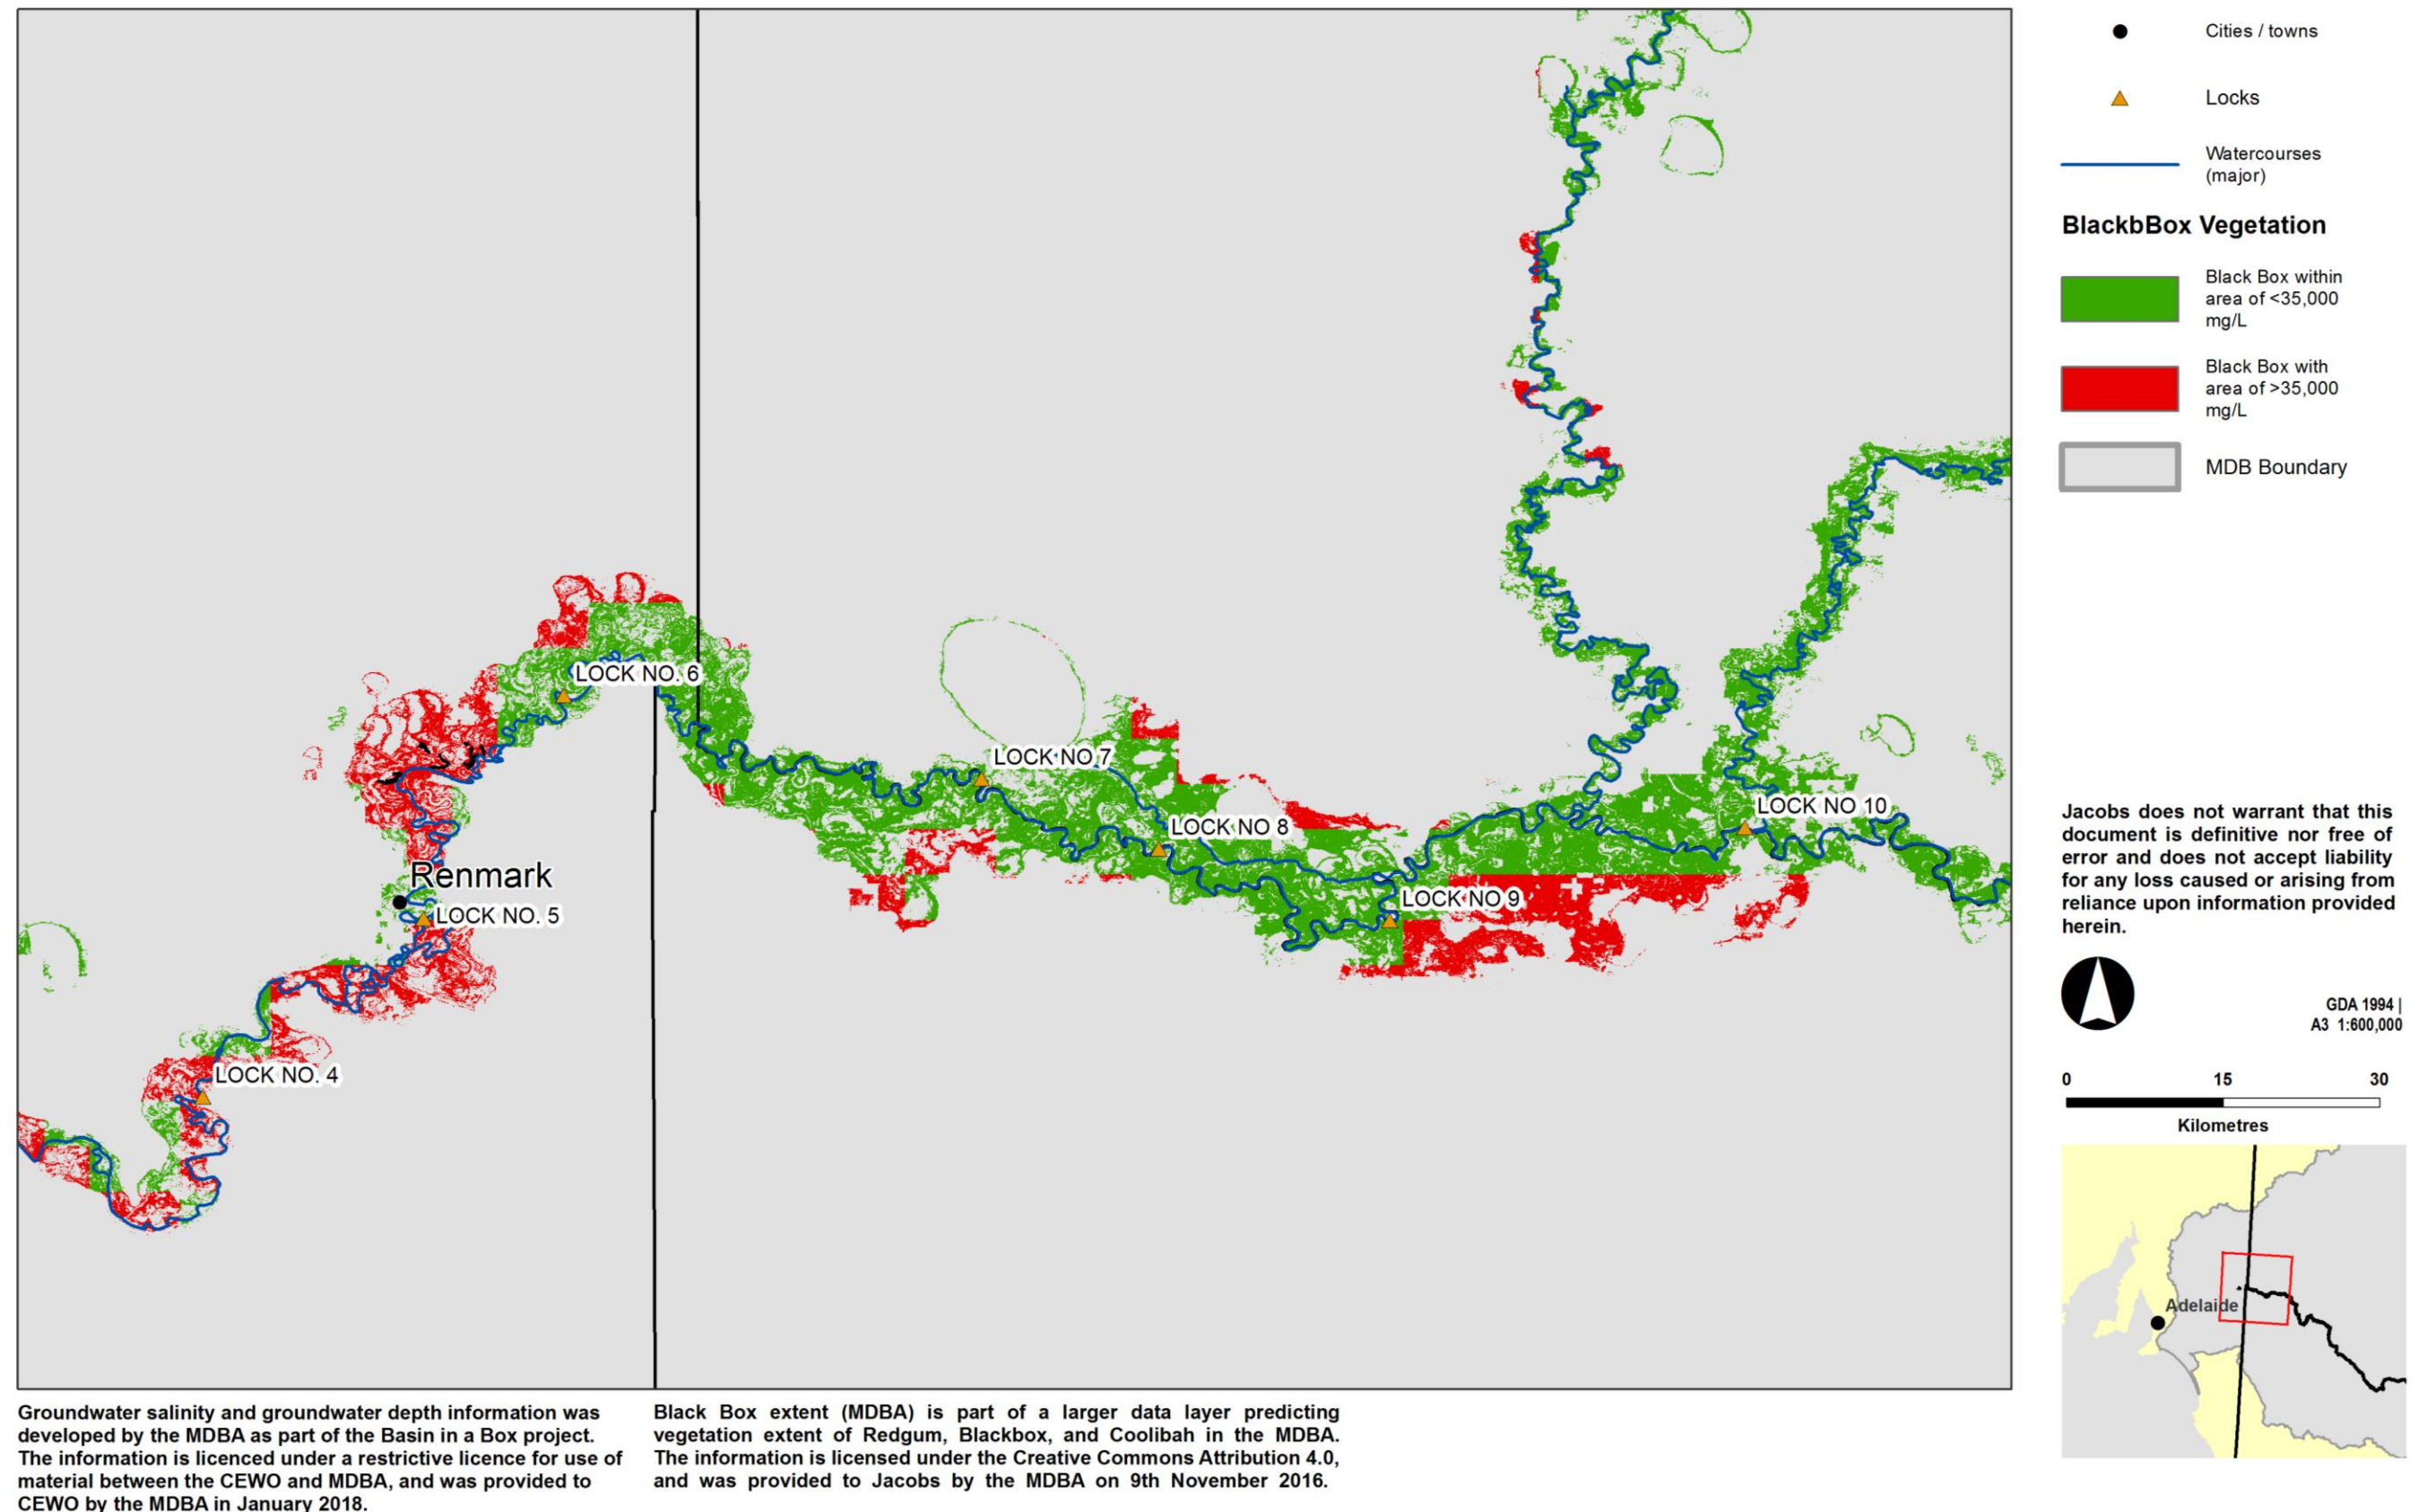 Cities / towns
Locks
Watercourses
(major)
BlackbBox Vegetation
Black Box within
area of <35,000
mg/L
Black Box with
area of >35,000
mg/L
MDB Boundary
LOCK NO. 6
LOCK NO 7
LOCK NO 10
LOCK NO 8
Renmark
LOCK NO 9
LOCK NO. 5
LOCK NO. 4
Jacobs does not warrant that this
document is definitive nor free of
error and does not accept liability
for any loss caused or arising from
reliance upon information provided
herein.
GDA 1994 |
A3 1:600,000
0 15 30
Kilometres
Adelaide
Groundwater salinity and groundwater depth information was
developed by the MDBA as part of the Basin in a Box project.
The information is licenced under a restrictive licence for use of
material between the CEWO and MDBA, and was provided to
CEWO by the MDBA in January 2018.
Black Box extent (MDBA) is part of a larger data layer predicting
vegetation extent of Redgum, Blackbox, and Coolibah in the MDBA.
The information is licensed under the Creative Commons Attribution 4.0,
and was provided to Jacobs by the MDBA on 9th November 2016.